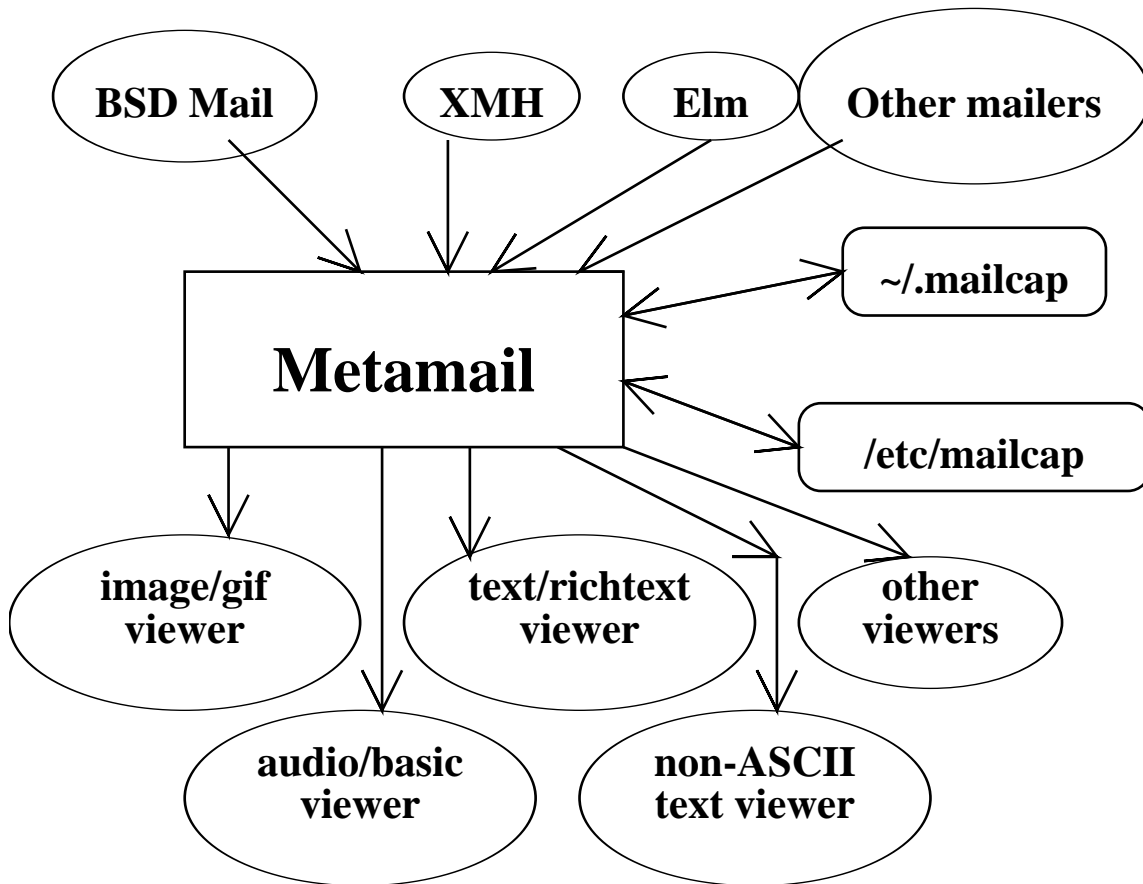 BSD Mail
XMH
Elm
Other mailers
~/.mailcap
Metamail
/etc/mailcap
image/gif
viewer
text/richtext
viewer
other
viewers
audio/basic
viewer
non-ASCII
text viewer